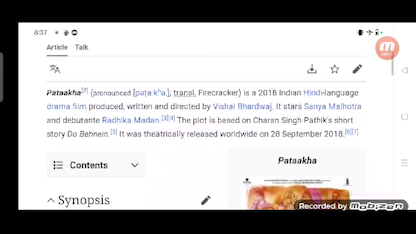 8:37
Article Talk
Pataakha[2] (pronounced [pəˈʈaːkʰaː]; transl. Firecracker) is a 2018 Indian Hindi-language
drama film produced, written and directed by Vishal Bhardwaj. It stars Sanya Malhotra
and debutante Radhika Madan.[3][4] The plot is based on Charan Singh Pathik's short
story Do Behnein.[5] It was theatrically released worldwide on 28 September 2018.[6][7]
Contents
Pataakha
Synopsis
Recorded by Mobizen